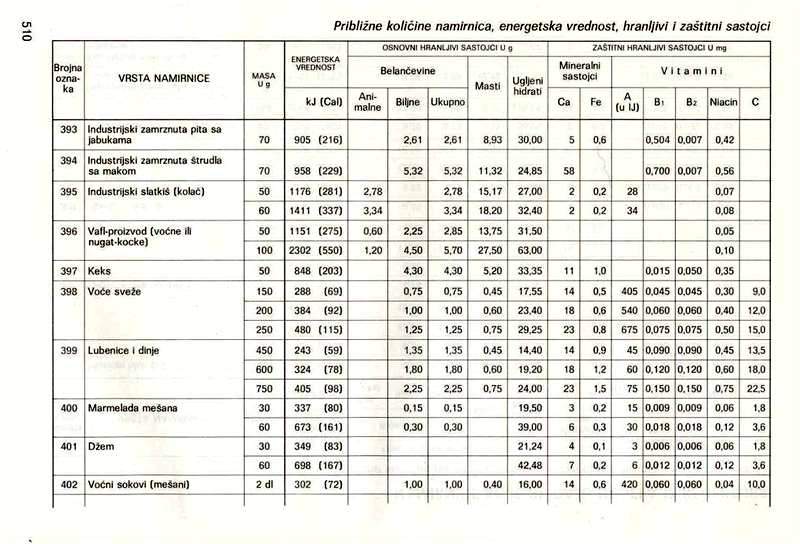 510
Približne količine namirnica, energetska vrednost, hranljivi i zaštitni sastojci
Brojna oznaka VRSTA NAMIRNICE MASA U g ENERGETSKA VREDNOST OSNOVNI HRANLJIVI SASTOJCI U g ZAŠTITNI HRANLJIVI SASTOJCI U mg
Belančevine Masti Ugljeni hidrati Mineralni sastojci Vitamini
kJ (Cal) Animalne Biljne Ukupno Ca Fe A (u IJ) B1 B2 Niacin C
393 Industrijski zamrznuta pita sa
jabukama 70 905 (216) 2,61 2,61 8,93 30,00 5 0,6 0,504 0,007 0,42
394 Industrijski zamrznuta štrudla
sa makom 70 958 (229) 5,32 5,32 11,32 24,85 58 0,700 0,007 0,56
395 Industrijski slatkiš (kolač) 50 1176 (281) 2,78 2,78 15,17 27,00 2 0,2 28 0,07
60 1411 (337) 3,34 3,34 18,20 32,40 2 0,2 34 0,08
396 Vafl-proizvod (voćne ili 50 1151 (275) 0,60 2,25 2,85 13,75 31,50 0,05
nugat-kocke)
100 2302 (550) 1,20 4,50 5,70 27,50 63,00 0,10
397 Keks 50 848 (203) 4,30 4,30 5,20 33,35 11 1,0 0,015 0,050 0,35
398 Voće sveže 150 288 (69) 0,75 0,75 0,45 17,55 14 0,5 405 0,045 0,045 0,30 9,0
200 384 (92) 1,00 1,00 0,60 23,40 18 0,6 540 0,060 0,060 0,40 12,0
250 480 (115) 1,25 1,25 0,75 29,25 23 0,8 675 0,075 0,075 0,50 15,0
399 Lubenice i dinje 450 243 (59) 1,35 1,35 0,45 14,40 14 0,9 45 0,090 0,090 0,45 13,5
600 324 (78) 1,80 1,80 0,60 19,20 18 1,2 60 0,120 0,120 0,60 18,0
750 405 (98) 2,25 2,25 0,75 24,00 23 1,5 75 0,150 0,150 0,75 22,5
400 Marmelada mešana 30 337 (80) 0,15 0,15 19,50 3 0,2 15 0,009 0,009 0,06 1,8
60 673 (161) 0,30 0,30 39,00 6 0,3 30 0,018 0,018 0,12 3,6
401 Džem 30 349 (83) 21,24 4 0,1 3 0,006 0,006 0,06 1,8
60 698 (167) 42,48 7 0,2 6 0,012 0,012 0,12 3,6
402 Voćni sokovi (mešani) 2 dl 302 (72) 1,00 1,00 0,40 16,00 14 0,6 420 0,060 0,060 0,04 10,0